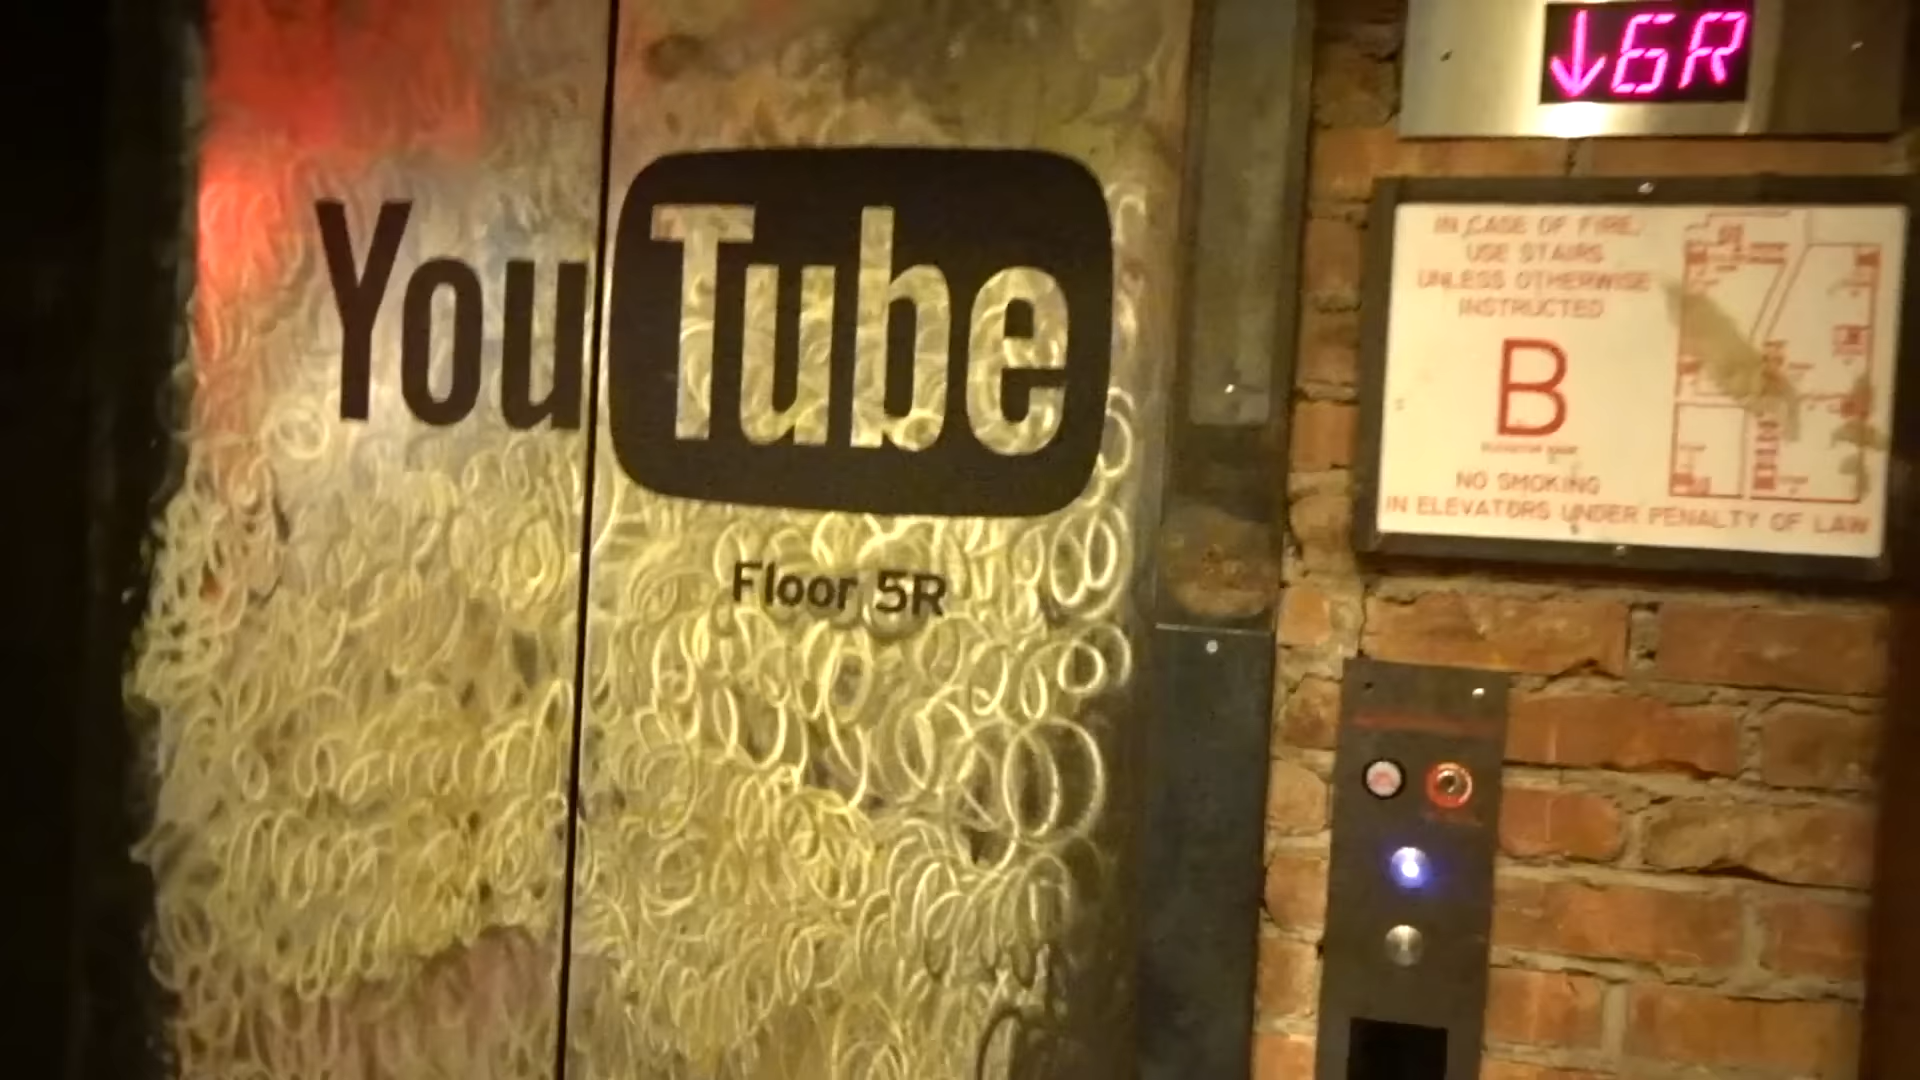 YouTube
Floor 5R
↓6R
IN CASE OF FIRE,
USE STAIRS
UNLESS OTHERWISE
INSTRUCTED
B
NO SMOKING
IN ELEVATORS UNDER PENALTY OF LAW